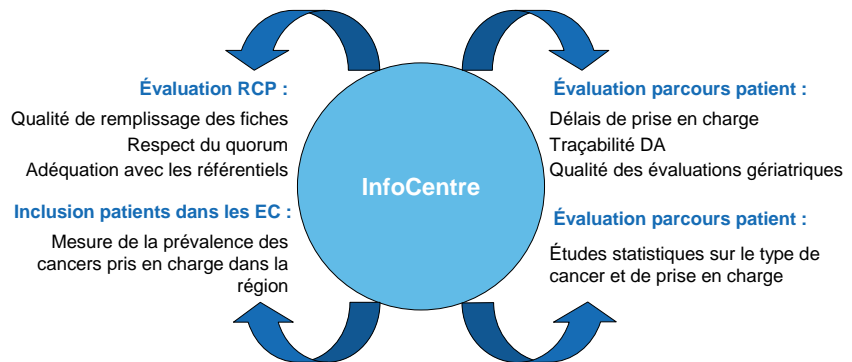 Évaluation RCP :
Qualité de remplissage des fiches
Respect du quorum
Adéquation avec les référentiels
Inclusion patients dans les EC :
Mesure de la prévalence des
cancers pris en charge dans la
région
InfoCentre
Évaluation parcours patient :
Délais de prise en charge
Traçabilité DA
Qualité des évaluations gériatriques
Évaluation parcours patient :
Études statistiques sur le type de
cancer et de prise en charge